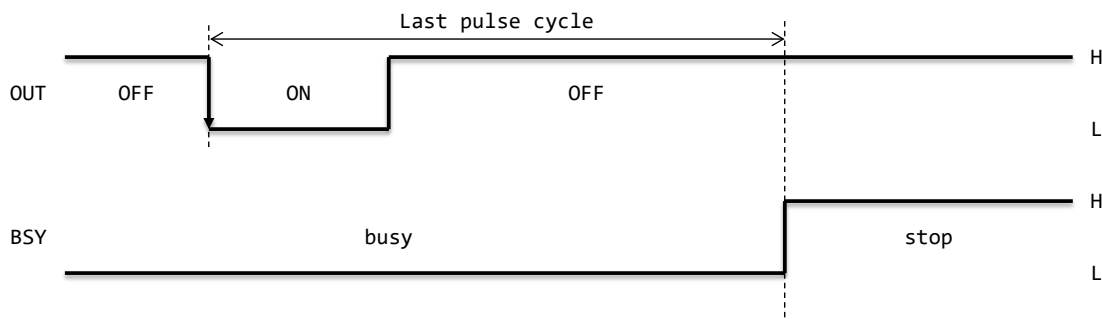 Last pulse cycle
H
OUT OFF ON OFF
L
H
BSY busy stop
L